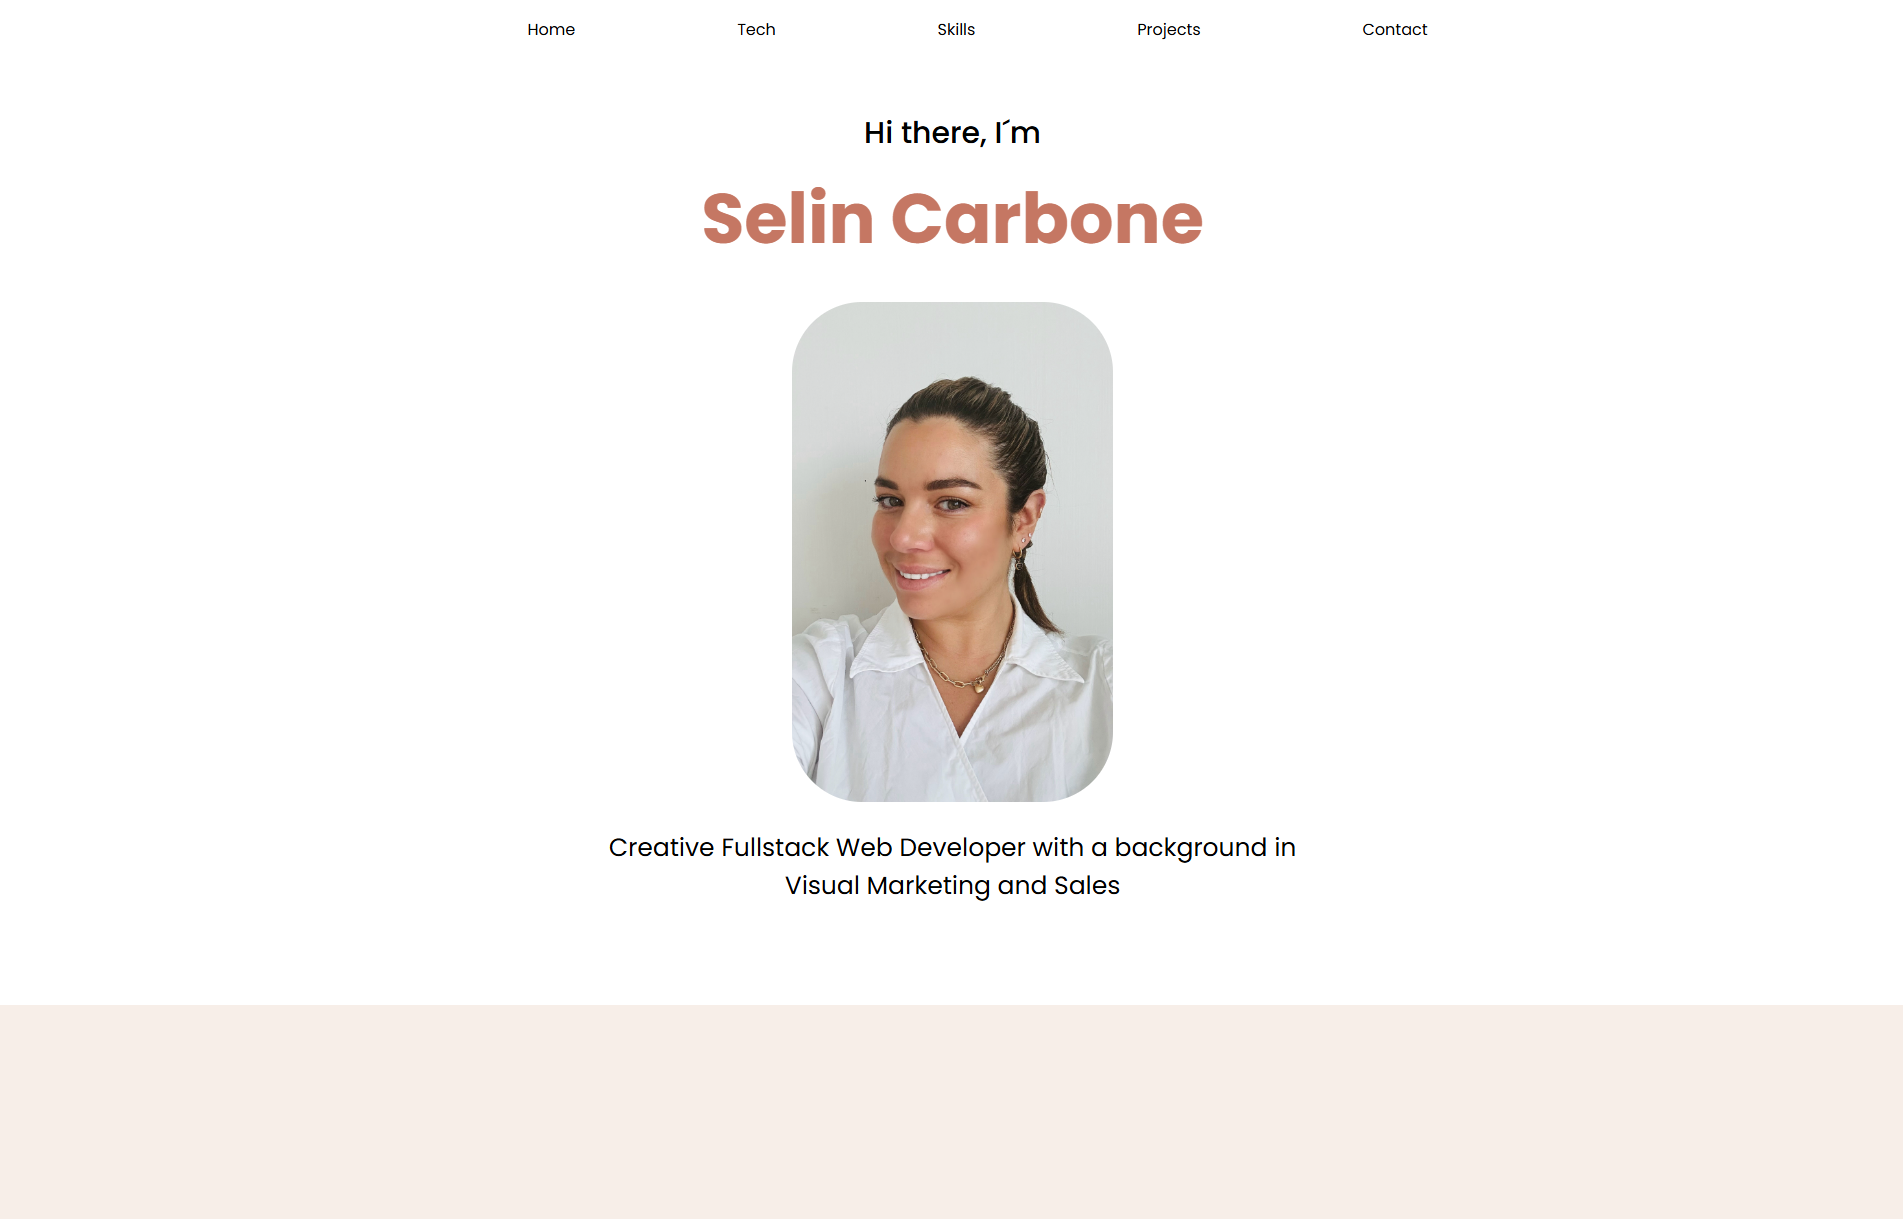 Home Tech Skills Projects Contact
Hi there, I´m
Selin Carbone
Creative Fullstack Web Developer with a background in
Visual Marketing and Sales